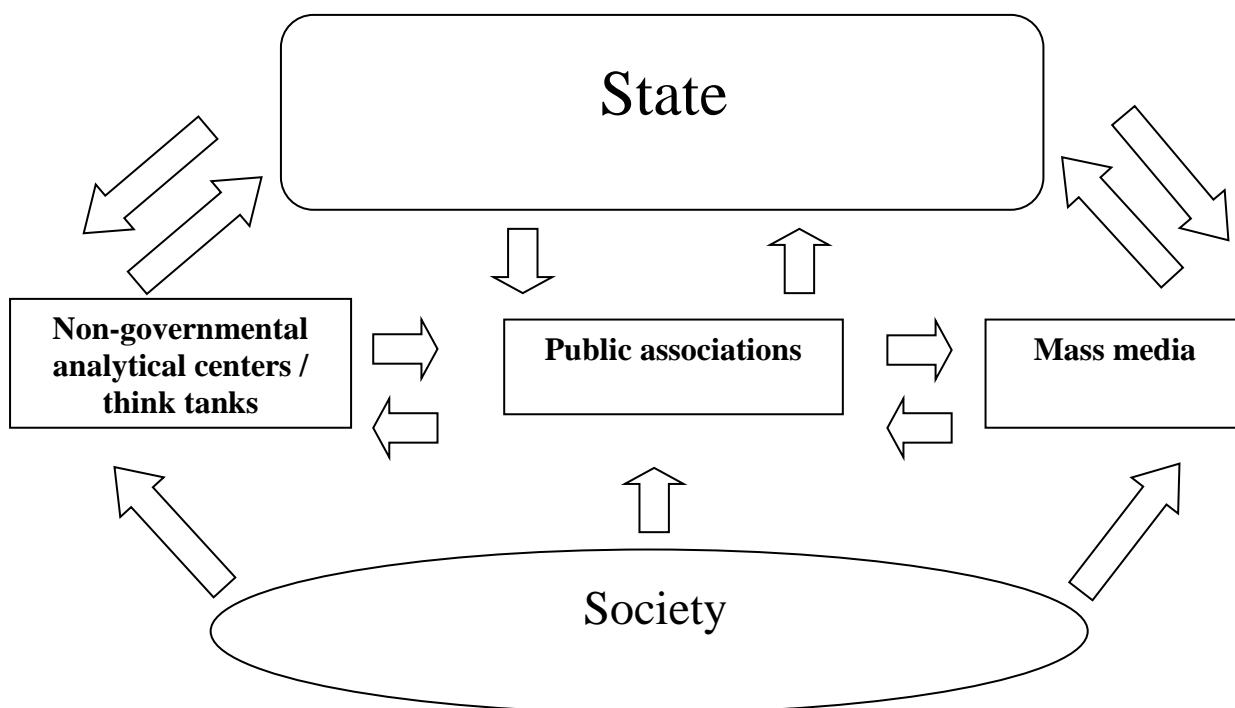 State
Non-governmental
analytical centers /
think tanks
Public associations
Mass media
Society